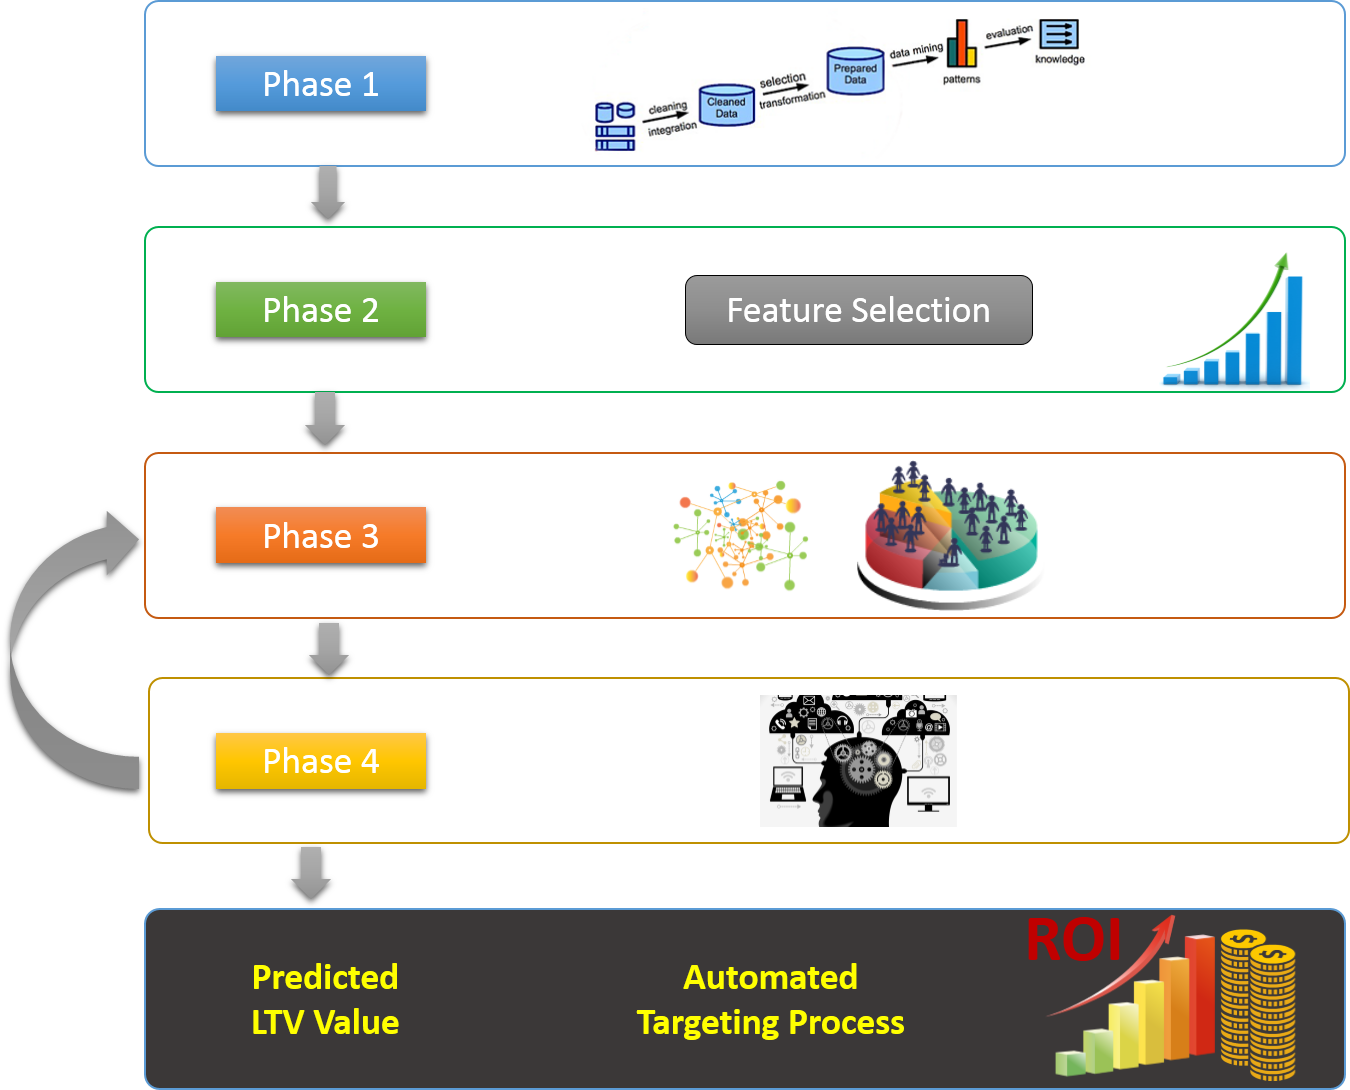 Phase 1
cleaning
integration
Cleaned
Data
selection
transformation
Prepared
Data
data mining
patterns
evaluation
knowledge
Phase 2
Feature Selection
Phase 3
Phase 4
Predicted
LTV Value
Automated
Targeting Process
ROI